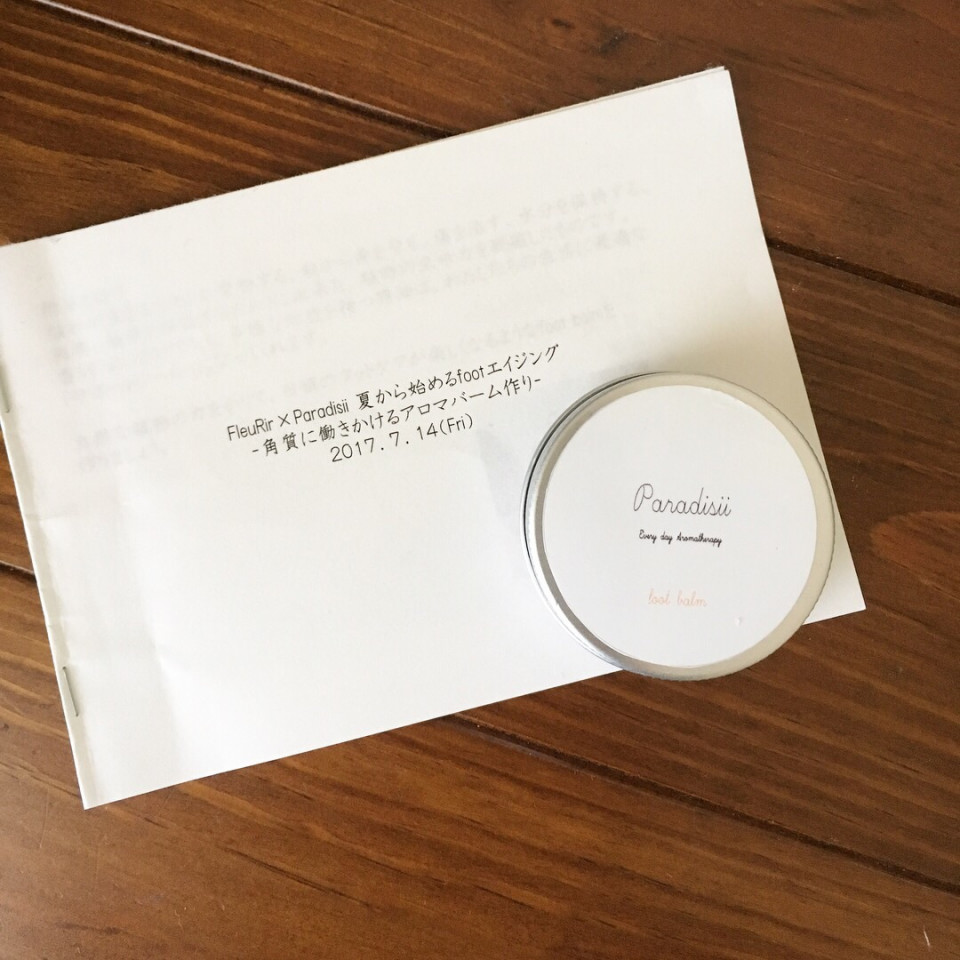 FleuRir×Paradisii 夏から始めるfootエイジング
-角質に働きかけるアロマバーム作り-
2017.7.14(Fri)
Paradisii
Every day Aromatherapy
foot balm